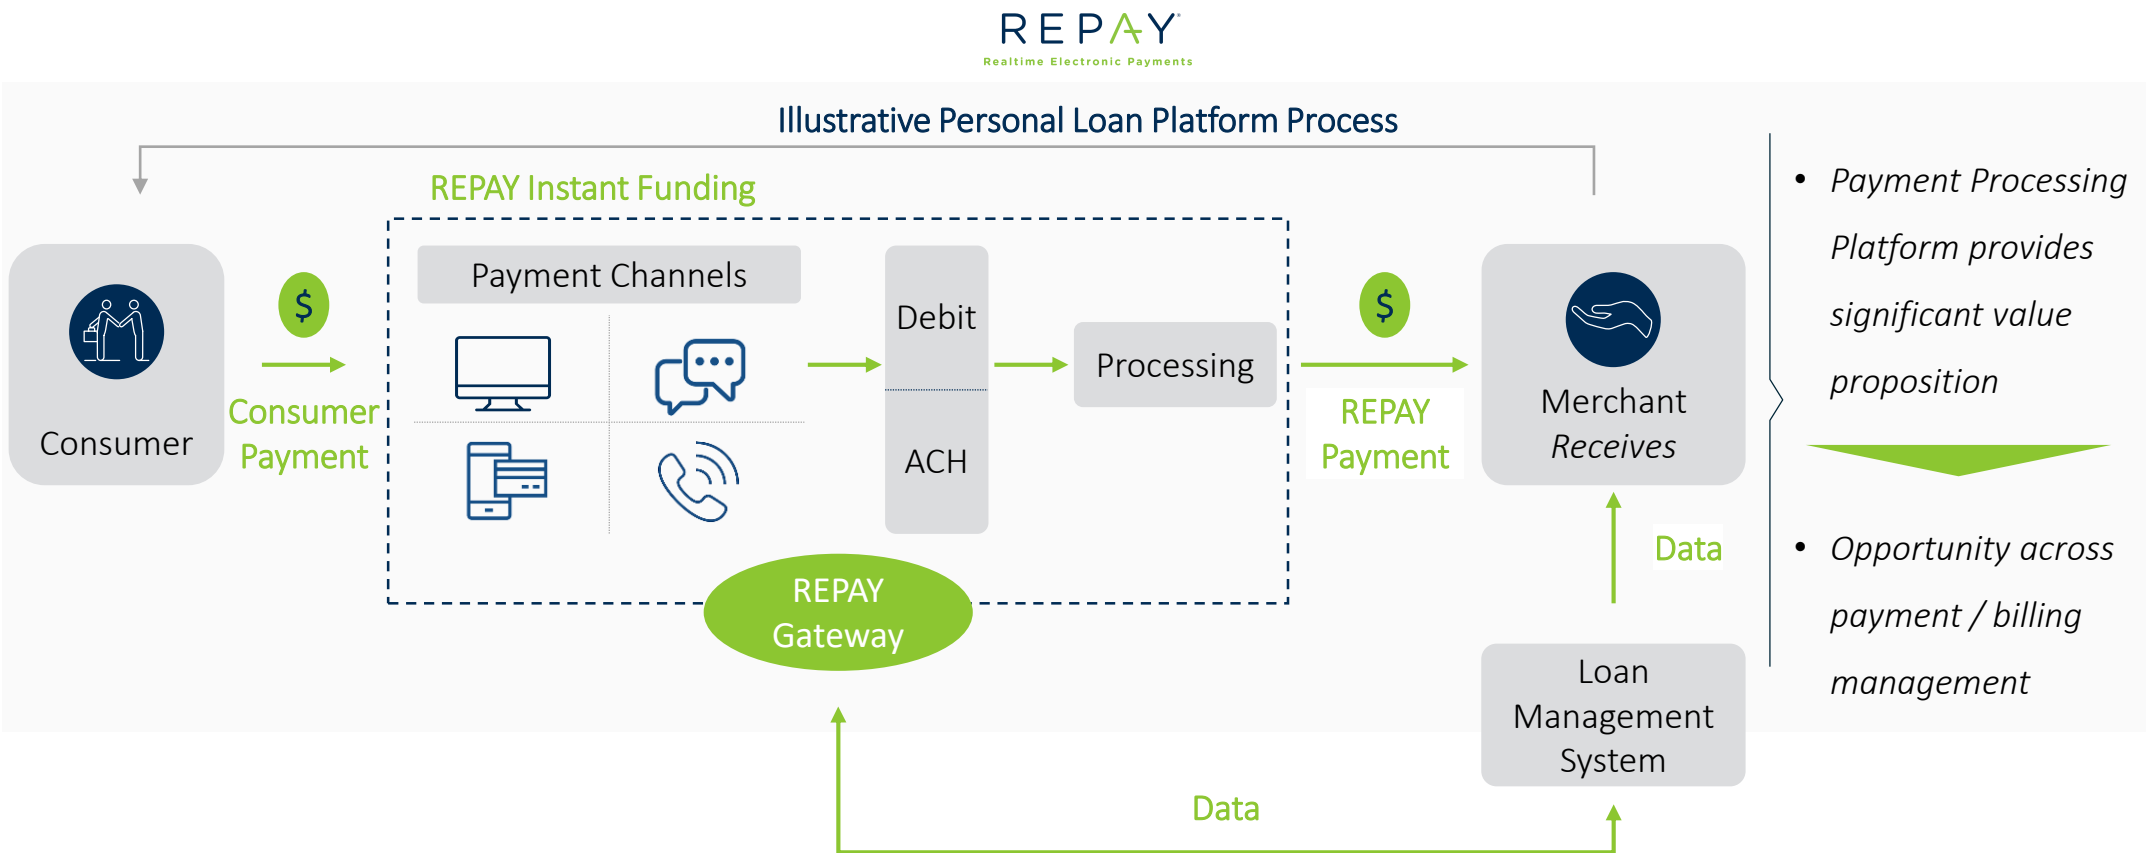 REPAY
Realtime Electronic Payments
Illustrative Personal Loan Platform Process
REPAY Instant Funding
Payment Channels
$
Consumer
Consumer
Payment
Debit
ACH
Processing
REPAY
Gateway
$
REPAY
Payment
Merchant
Receives
Data
Loan
Management
System
Data
• Payment Processing
Platform provides
significant value
proposition
• Opportunity across
payment / billing
management